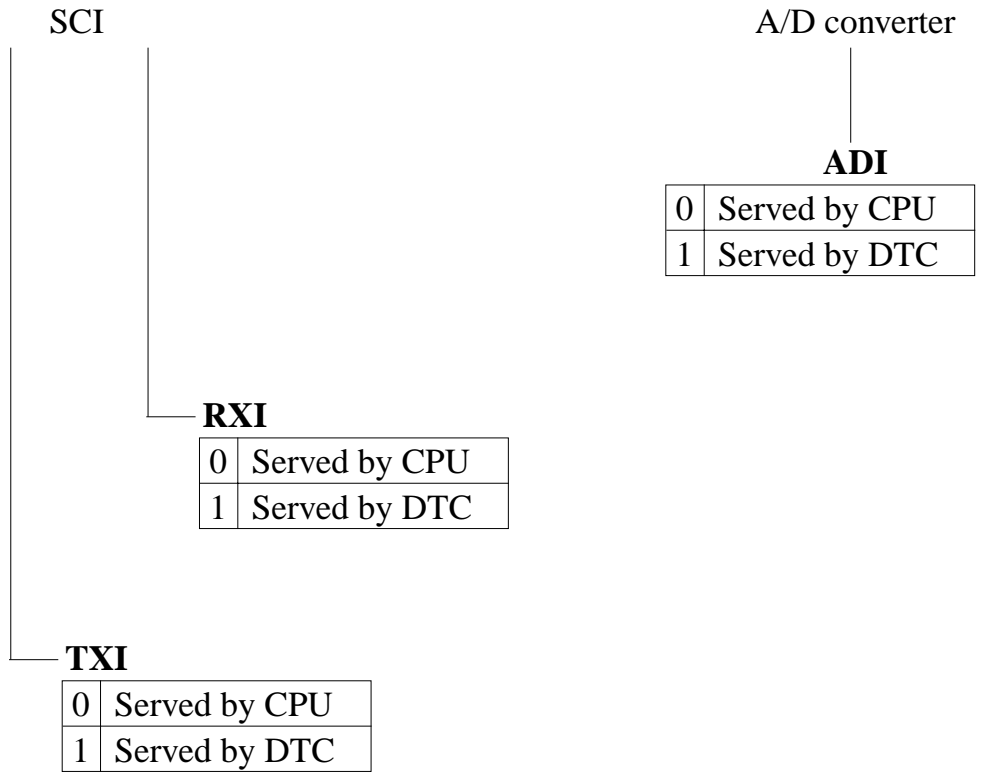 SCI
A/D converter
ADI
0 Served by CPU
1 Served by DTC
RXI
0 Served by CPU
1 Served by DTC
TXI
0 Served by CPU
1 Served by DTC